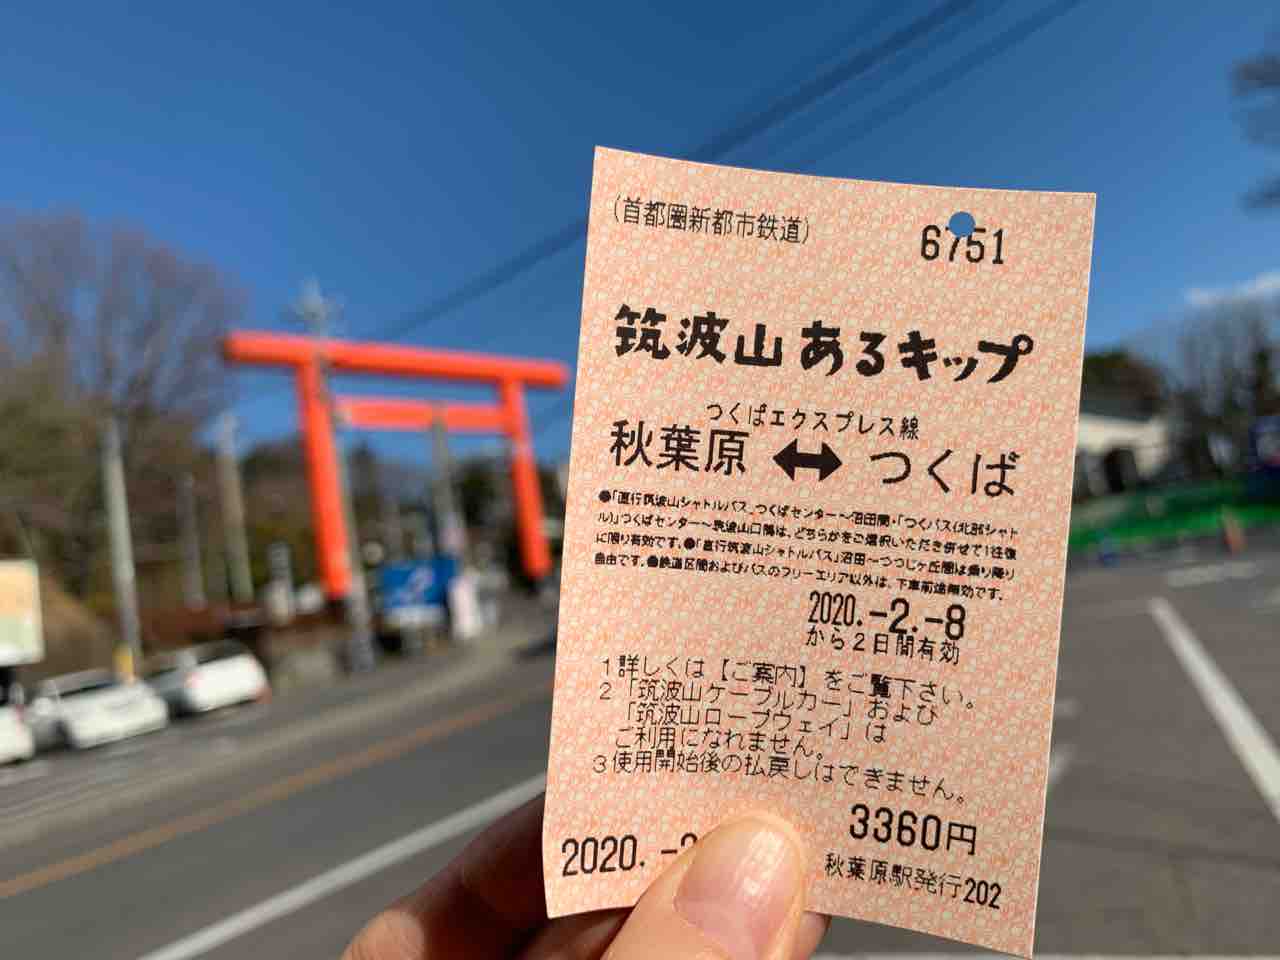 (首都圏新都市鉄道)
6751
筑波山あるキップ
つくばエクスプレス線
秋葉原 ↔ つくば
●「直行筑波山シャトルバス、つくばセンター～沼田間・「つくバス(北部シャト
ル)」つくばセンター～筑波山口間は、どちらかをご選択いただき併せて1往復
に限り有効です。●「直行筑波山シャトルバス」沼田～つつじヶ丘間は乗り降り
自由です。●鉄道区間およびバスのフリーエリア以外は、下車前途無効です。
2020.-2.-8
から2日間有効
1詳しくは【ご案内】をご覧下さい。
2「筑波山ケーブルカー」および
「筑波山ロープウェイ」は
ご利用になれません。
3使用開始後の払戻しはできません。
3360円
2020.-
秋葉原駅発行202